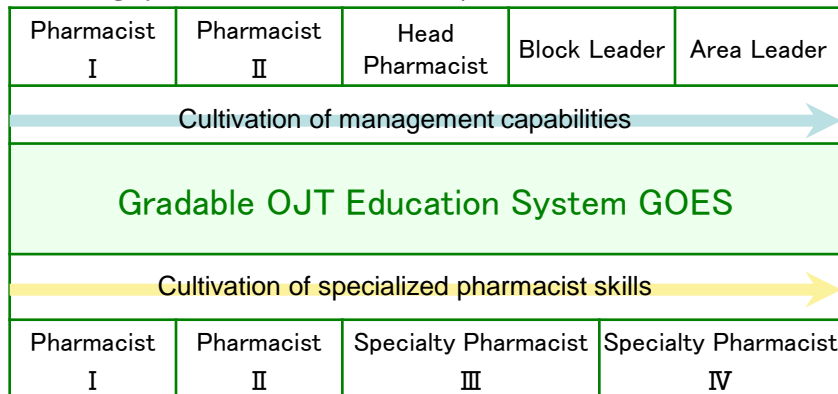 Pharmacist Pharmacist Head Pharmacist Block Leader Area Leader
Ⅰ Ⅱ
Cultivation of management capabilities
Gradable OJT Education System GOES
Cultivation of specialized pharmacist skills
Pharmacist Pharmacist Specialty Pharmacist Specialty Pharmacist
Ⅰ Ⅱ Ⅲ Ⅳ